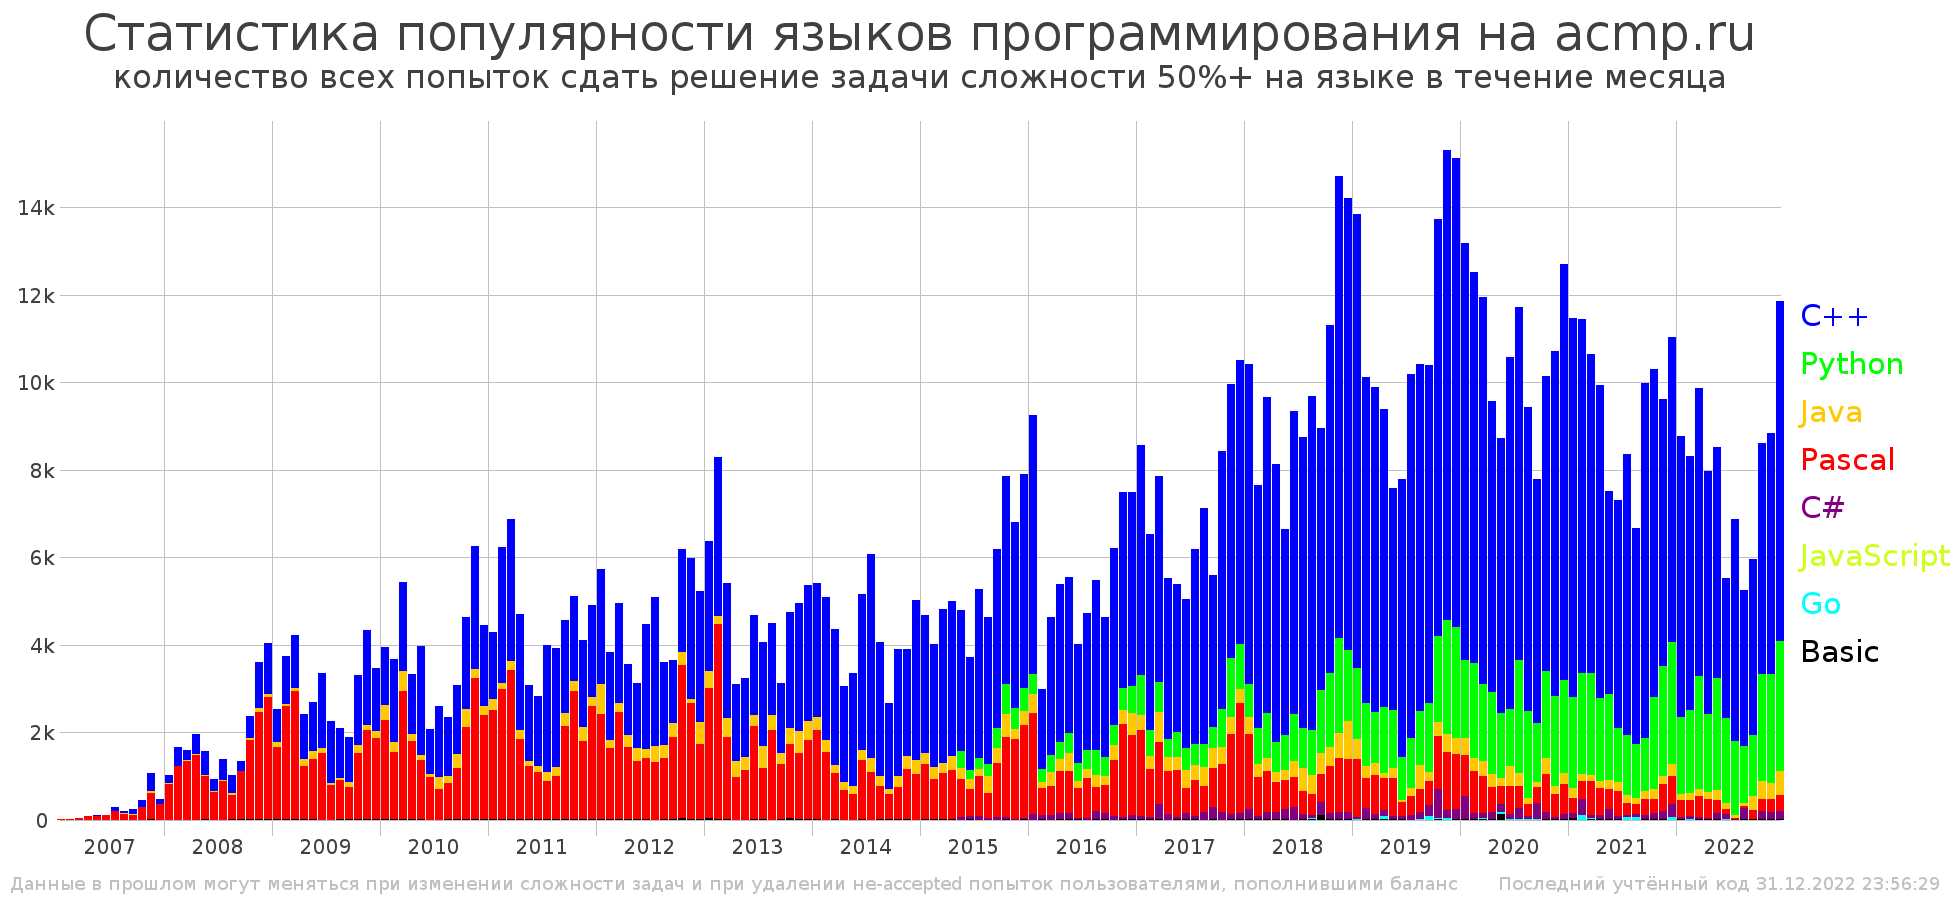 Статистика популярности языков программирования на acmp.ru
количество всех попыток сдать решение задачи сложности 50%+ на языке в течение месяца
14k
12k
10k
8k
6k
4k
2k
0
C++
Python
Java
Pascal
C#
JavaScript
Go
Basic
2007 2008 2009 2010 2011 2012 2013 2014 2015 2016 2017 2018 2019 2020 2021 2022
Данные в прошлом могут меняться при изменении сложности задач и при удалении не-accepted попыток пользователями, пополнившими баланс Последний учтённый код 31.12.2022 23:56:29